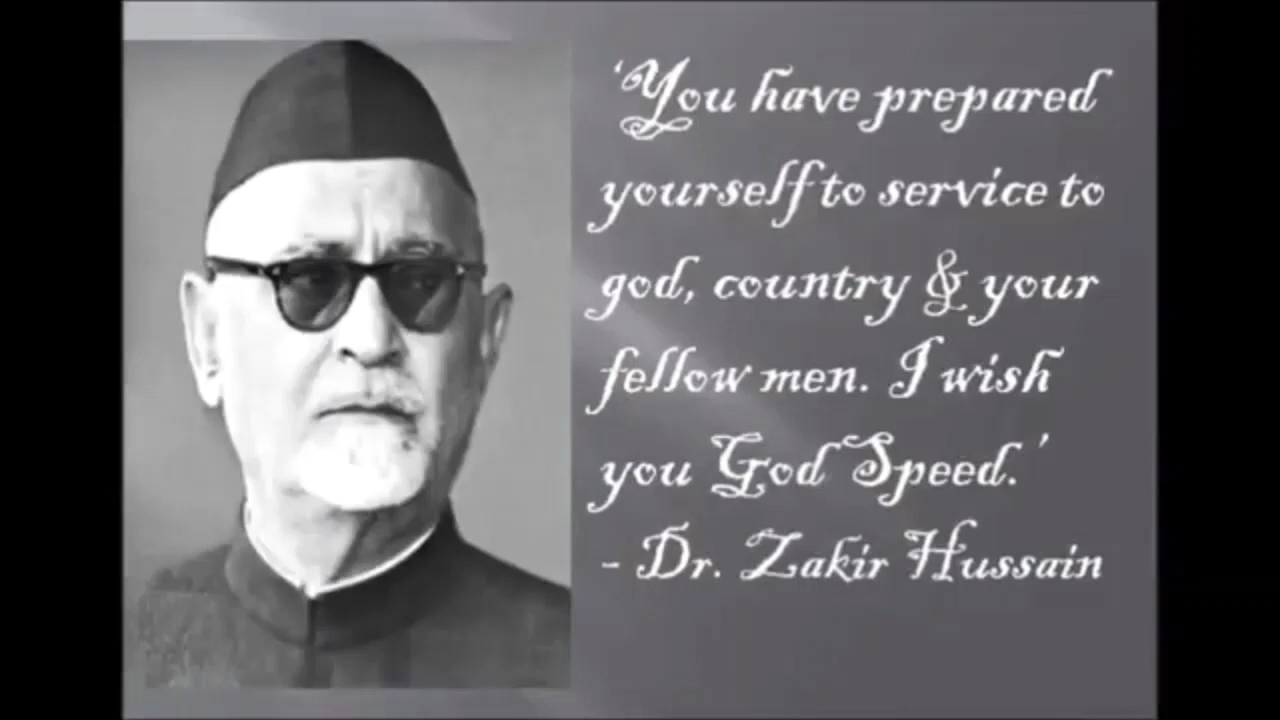 ‘You have prepared
yourself to service to
god, country & your
fellow men. I wish
you God Speed.’
- Dr. Zakir Hussain